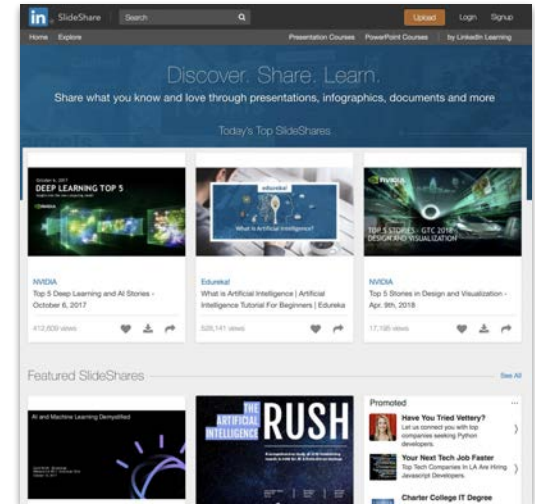 in SlideShare Search Upload Login Signup
Home Explore Presentation Courses PowerPoint Courses by LinkedIn Learning
Discover. Share. Learn.
Share what you know and love through presentations, infographics, documents and more
Today's Top SlideShares
October 6, 2017
DEEP LEARNING TOP 5
NVIDIA
edureka!
What is Artificial Intelligence?
NVIDIA
TOP 5 STORIES - GTC 2018
DESIGN AND VISUALIZATION
NVIDIA
Top 5 Deep Learning and AI Stories -
October 6, 2017
412,609 views
Edureka!
What is Artificial Intelligence | Artificial
Intelligence Tutorial For Beginners | Edureka
528,141 views
NVIDIA
Top 5 Stories in Design and Visualization -
Apr. 9th, 2018
17,195 views
Featured SlideShares
See All
AI and Machine Learning Demystified
THE
ARTIFICIAL
INTELLIGENCE
RUSH
Promoted
Have You Tried Vettery?
Let us connect you with top
companies seeking Python
developers.
Your Next Tech Job Faster
Top Tech Companies In LA Are Hiring
Javascript Developers.
Charter College IT Degree